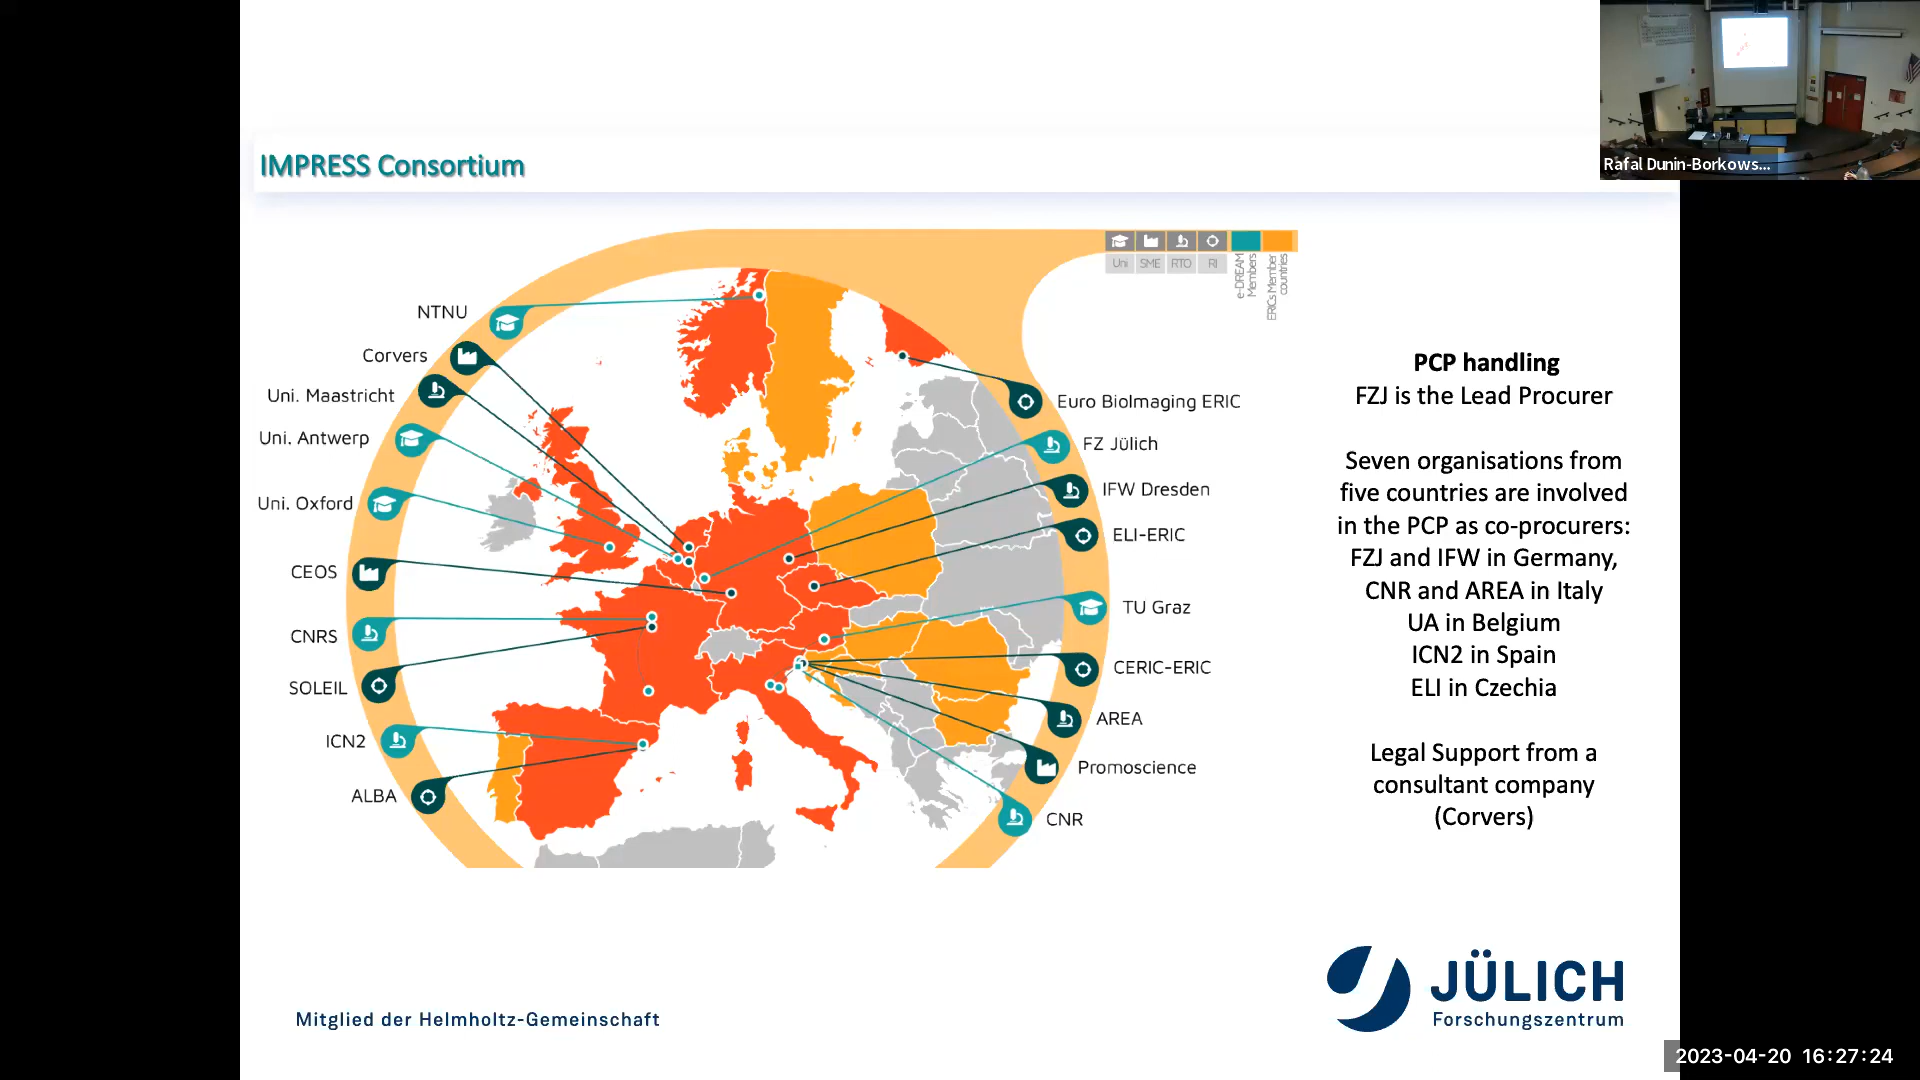 Rafal Dunin-Borkows...
IMPRESS Consortium
Uni
SME
RTO
RI
e-DREAM
Members
ERICs Member
countries
NTNU
Corvers
Uni. Maastricht
Uni. Antwerp
Uni. Oxford
CEOS
CNRS
SOLEIL
ICN2
ALBA
Euro BioImaging ERIC
FZ Jülich
IFW Dresden
ELI-ERIC
TU Graz
CERIC-ERIC
AREA
Promoscience
CNR
PCP handling
FZJ is the Lead Procurer
Seven organisations from
five countries are involved
in the PCP as co-procurers:
FZJ and IFW in Germany,
CNR and AREA in Italy
UA in Belgium
ICN2 in Spain
ELI in Czechia
Legal Support from a
consultant company
(Corvers)
Mitglied der Helmholtz-Gemeinschaft
JÜLICH
Forschungszentrum
2023-04-20 16:27:24